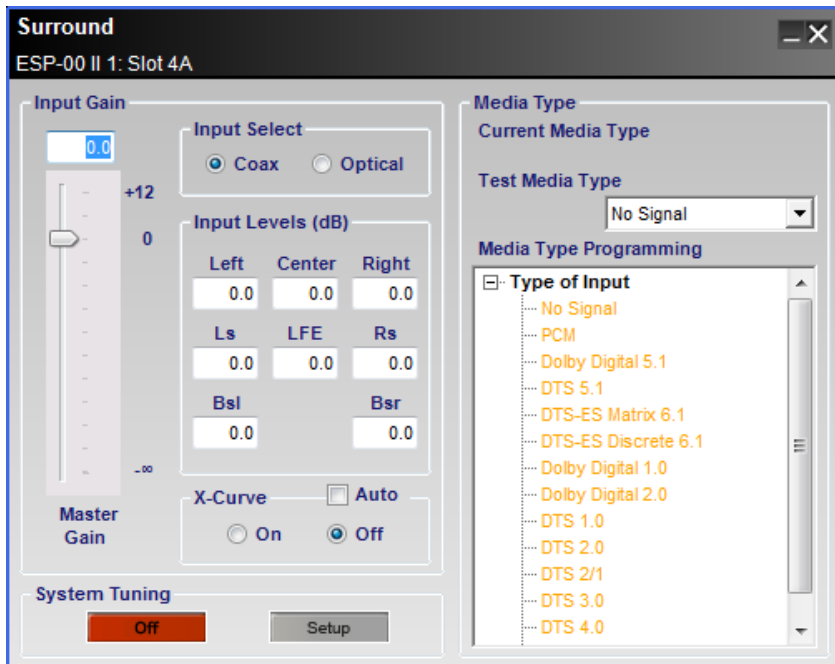 Surround
ESP-00 II 1: Slot 4A
Input Gain
0.0
+12
0
-∞
Master
Gain
Input Select
Coax Optical
Input Levels (dB)
Left Center Right
0.0 0.0 0.0
Ls LFE Rs
0.0 0.0 0.0
Bsl Bsr
0.0 0.0
X-Curve Auto
On Off
System Tuning
Off Setup
Media Type
Current Media Type
Test Media Type
No Signal
Media Type Programming
Type of Input
No Signal
PCM
Dolby Digital 5.1
DTS 5.1
DTS-ES Matrix 6.1
DTS-ES Discrete 6.1
Dolby Digital 1.0
Dolby Digital 2.0
DTS 1.0
DTS 2.0
DTS 2/1
DTS 3.0
DTS 4.0